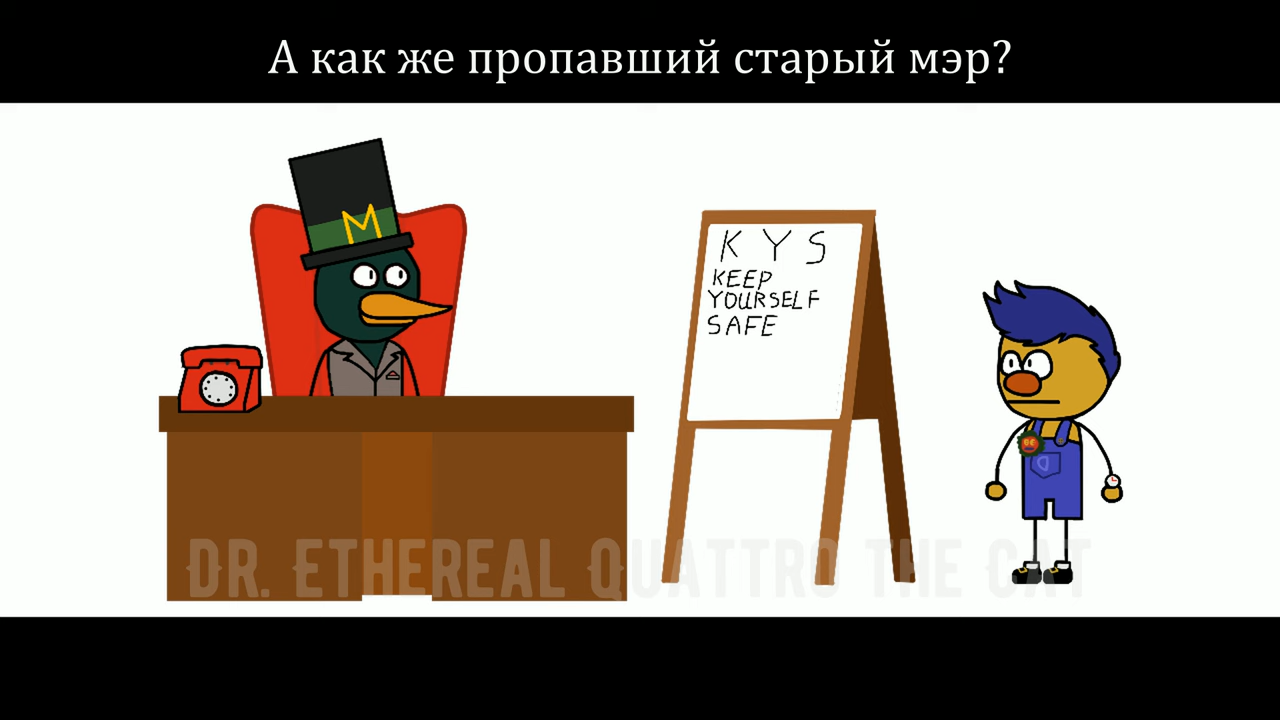 А как же пропавший старый мэр?
M
K Y S
KEEP
YOURSELF
SAFE
DR. ETHEREAL QUATTRO THE CAT